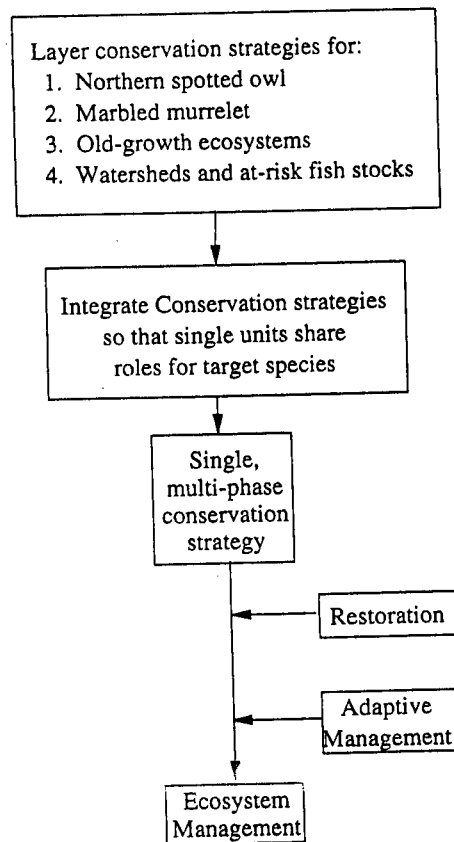 Layer conservation strategies for:
1. Northern spotted owl
2. Marbled murrelet
3. Old-growth ecosystems
4. Watersheds and at-risk fish stocks
Integrate Conservation strategies
so that single units share
roles for target species
Single,
multi-phase
conservation
strategy
Restoration
Adaptive
Management
Ecosystem
Management